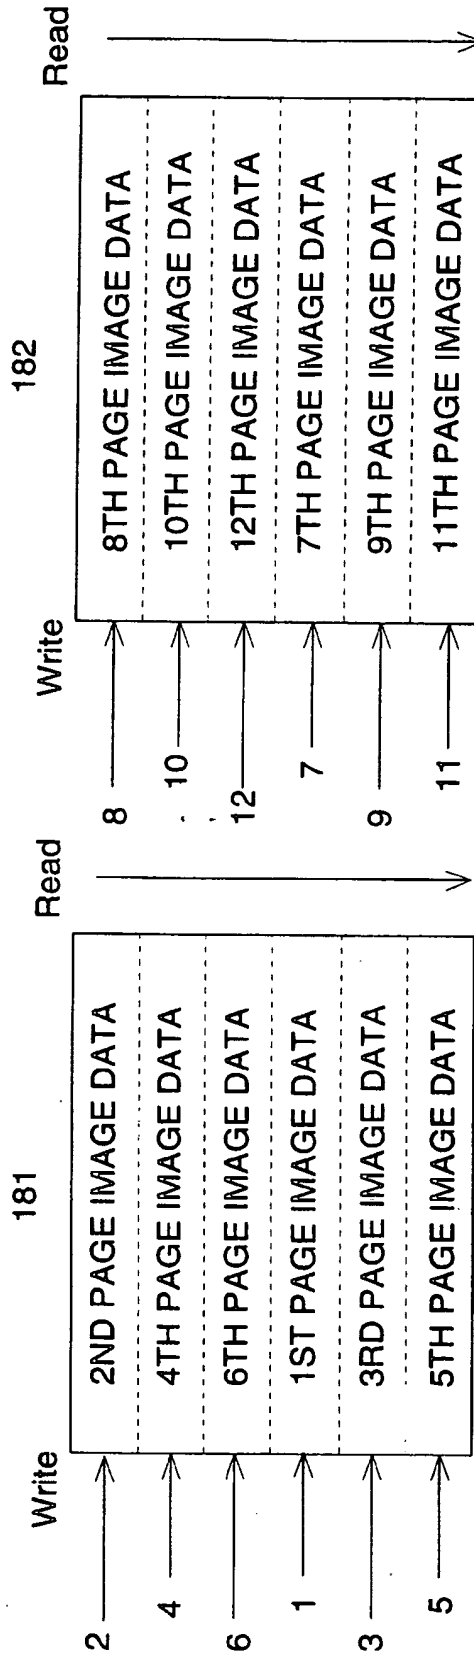 181
Write
Read
2
2ND PAGE IMAGE DATA
4
4TH PAGE IMAGE DATA
6
6TH PAGE IMAGE DATA
1
1ST PAGE IMAGE DATA
3
3RD PAGE IMAGE DATA
5
5TH PAGE IMAGE DATA
182
Write
Read
8
8TH PAGE IMAGE DATA
10
10TH PAGE IMAGE DATA
12
12TH PAGE IMAGE DATA
7
7TH PAGE IMAGE DATA
9
9TH PAGE IMAGE DATA
11
11TH PAGE IMAGE DATA